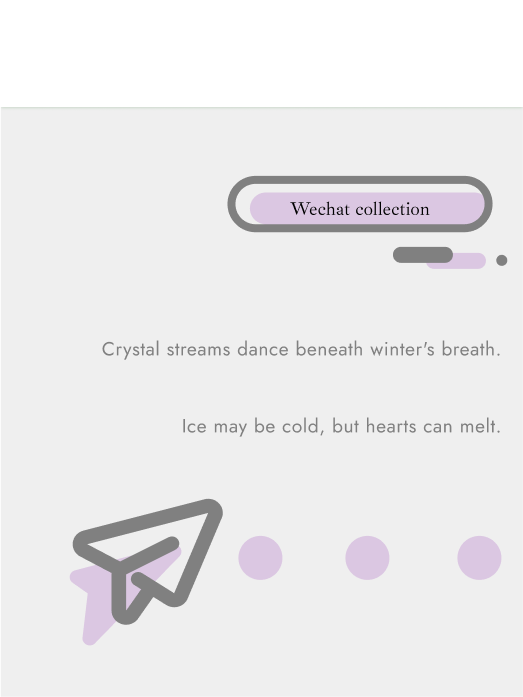 Wechat collection
Crystal streams dance beneath winter's breath.
Ice may be cold, but hearts can melt.